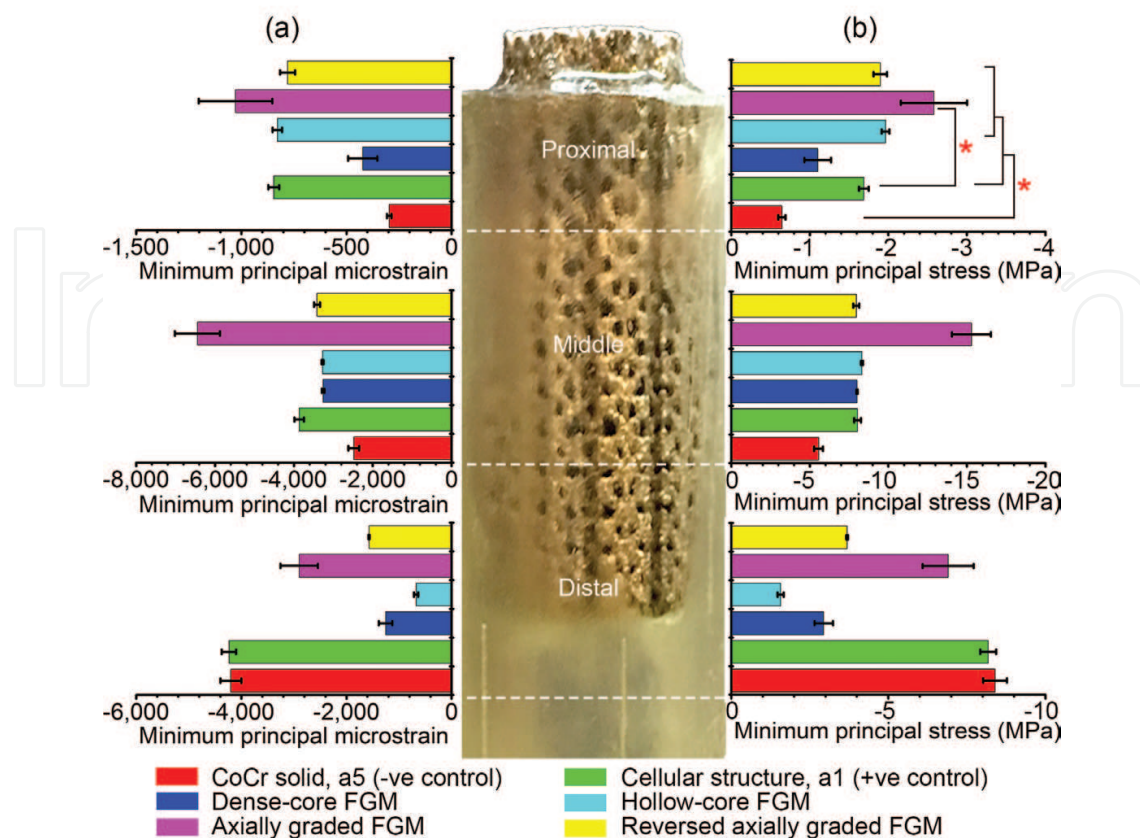 (a)
(b)
Proximal
-1,500 -1,000 -500 0
Minimum principal microstrain
0 -1 -2 -3 -4
Minimum principal stress (MPa)
*
*
Middle
-8,000 -6,000 -4,000 -2,000 0
Minimum principal microstrain
0 -5 -10 -15 -20
Minimum principal stress (MPa)
Distal
-6,000 -4,000 -2,000 0
Minimum principal microstrain
-5 -10
Minimum principal stress (MPa)
CoCr solid, a5 (-ve control)
Cellular structure, a1 (+ve control)
Dense-core FGM
Hollow-core FGM
Axially graded FGM
Reversed axially graded FGM